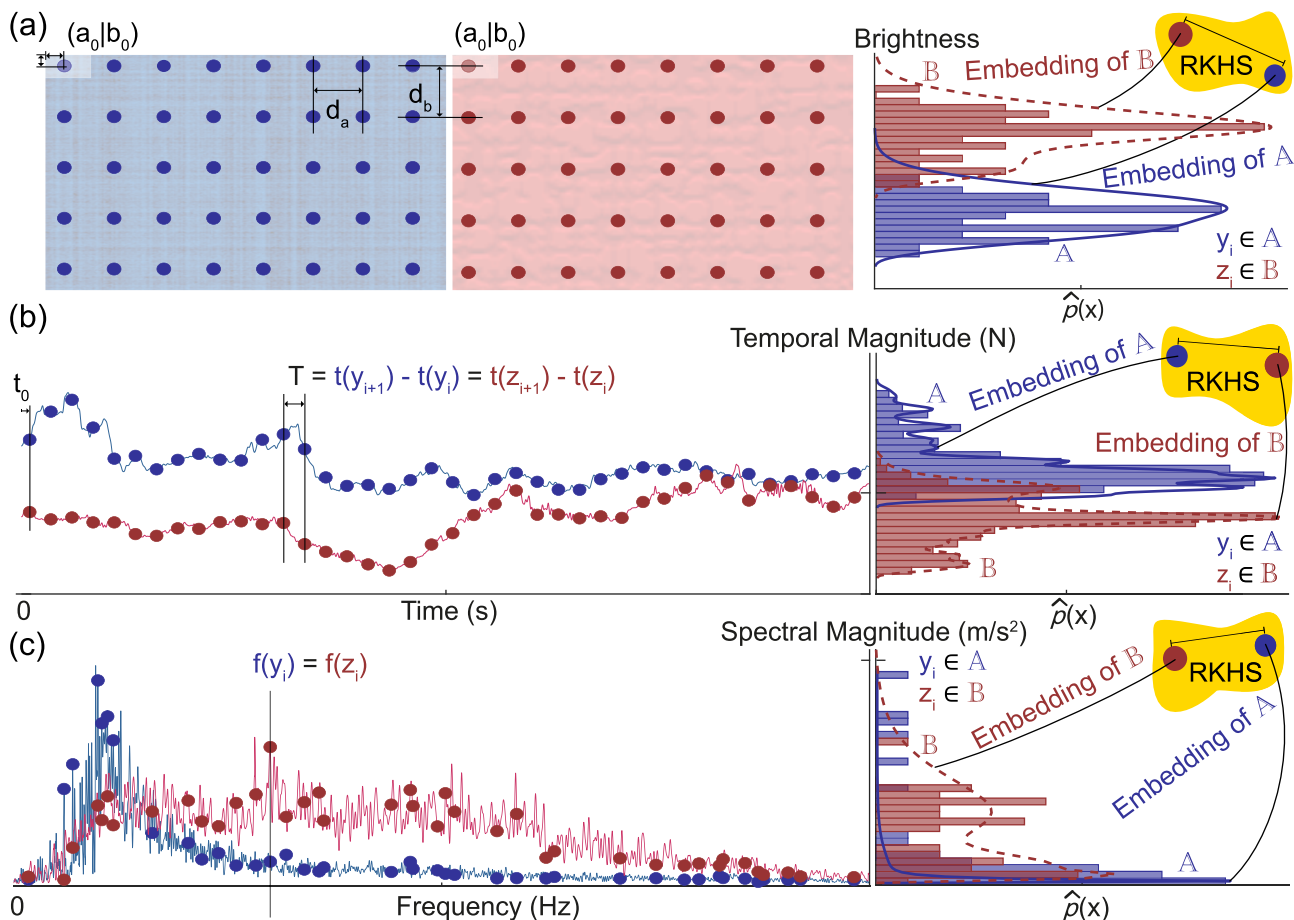 (a)
(a₀|b₀)
(a₀|b₀)
dₐ
d_b
Brightness
𝔹
Embedding of 𝔹
RKHS
Embedding of 𝔸
𝔸
yᵢ ∈ 𝔸
zᵢ ∈ 𝔹
p̂(x)
(b)
t₀
T = t(yᵢ₊₁) - t(yᵢ) = t(zᵢ₊₁) - t(zᵢ)
0
Time (s)
Temporal Magnitude (N)
Embedding of 𝔸
RKHS
𝔸
Embedding of 𝔹
yᵢ ∈ 𝔸
zᵢ ∈ 𝔹
𝔹
p̂(x)
(c)
f(yᵢ) = f(zᵢ)
0
Frequency (Hz)
Spectral Magnitude (m/s²)
yᵢ ∈ 𝔸
zᵢ ∈ 𝔹
𝔹
Embedding of 𝔹
RKHS
Embedding of 𝔸
𝔸
p̂(x)